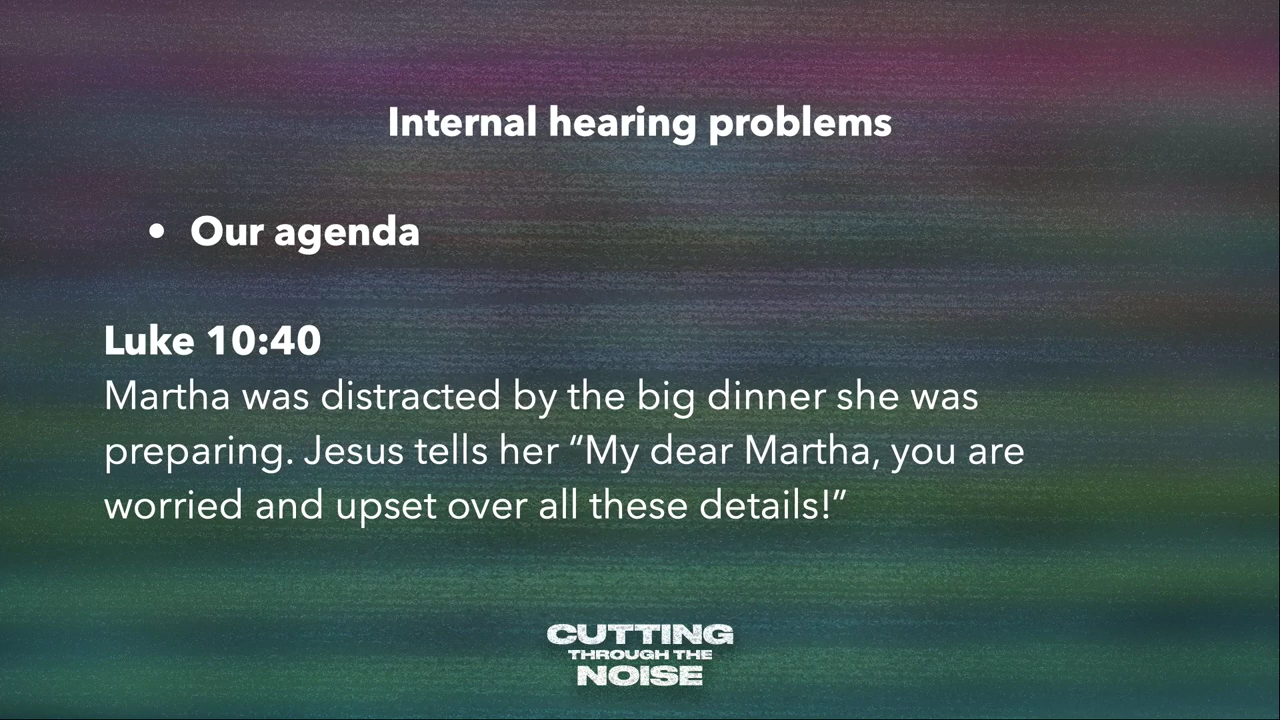 Internal hearing problems
• Our agenda
Luke 10:40
Martha was distracted by the big dinner she was
preparing. Jesus tells her “My dear Martha, you are
worried and upset over all these details!”
CUTTING
THROUGH THE
NOISE